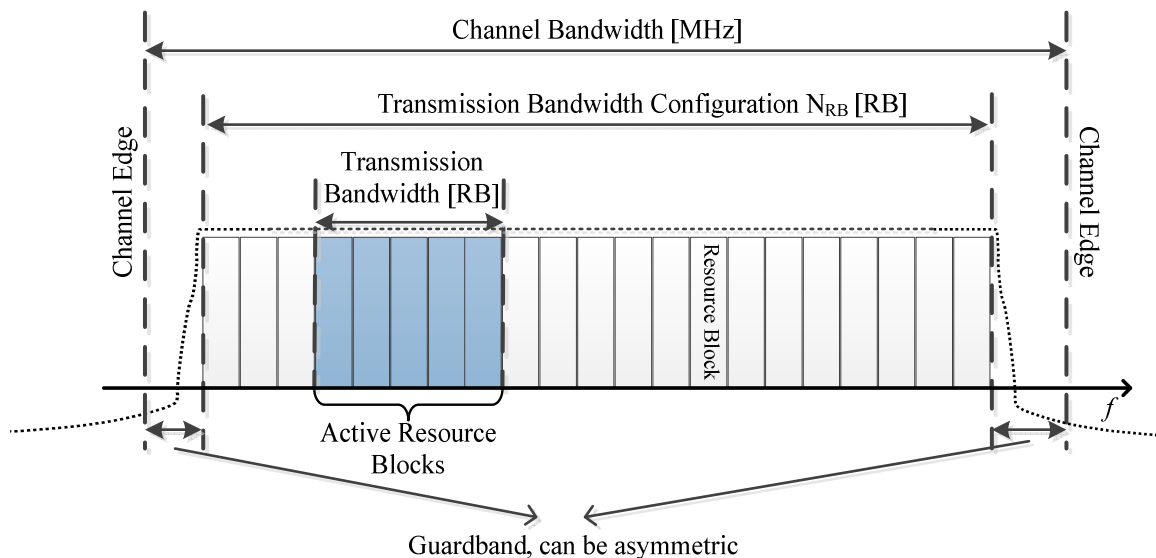 Channel Bandwidth [MHz]
Transmission Bandwidth Configuration NRB [RB]
Channel Edge
Transmission
Bandwidth [RB]
Channel Edge
Resource Block
f
Active Resource
Blocks
Guardband, can be asymmetric